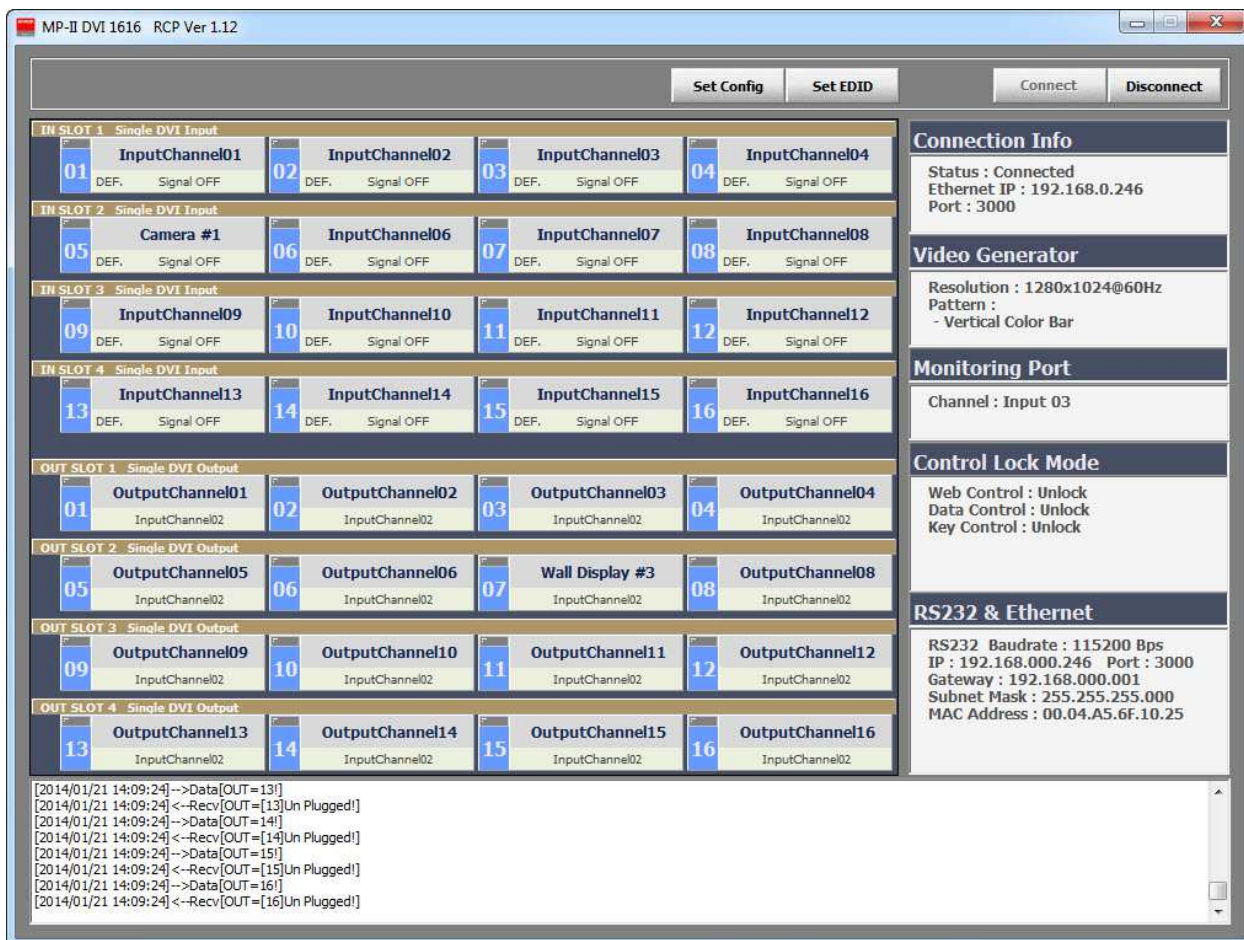 MP-II DVI 1616 RCP Ver 1.12
Set Config Set EDID Connect Disconnect
IN SLOT 1 Single DVI Input
01 InputChannel01 02 InputChannel02 03 InputChannel03 04 InputChannel04
DEF. Signal OFF DEF. Signal OFF DEF. Signal OFF DEF. Signal OFF
IN SLOT 2 Single DVI Input
05 Camera #1 06 InputChannel06 07 InputChannel07 08 InputChannel08
DEF. Signal OFF DEF. Signal OFF DEF. Signal OFF DEF. Signal OFF
IN SLOT 3 Single DVI Input
09 InputChannel09 10 InputChannel10 11 InputChannel11 12 InputChannel12
DEF. Signal OFF DEF. Signal OFF DEF. Signal OFF DEF. Signal OFF
IN SLOT 4 Single DVI Input
13 InputChannel13 14 InputChannel14 15 InputChannel15 16 InputChannel16
DEF. Signal OFF DEF. Signal OFF DEF. Signal OFF DEF. Signal OFF
OUT SLOT 1 Single DVI Output
01 OutputChannel01 02 OutputChannel02 03 OutputChannel03 04 OutputChannel04
InputChannel02 InputChannel02 InputChannel02 InputChannel02
OUT SLOT 2 Single DVI Output
05 OutputChannel05 06 OutputChannel06 07 Wall Display #3 08 OutputChannel08
InputChannel02 InputChannel02 InputChannel02 InputChannel02
OUT SLOT 3 Single DVI Output
09 OutputChannel09 10 OutputChannel10 11 OutputChannel11 12 OutputChannel12
InputChannel02 InputChannel02 InputChannel02 InputChannel02
OUT SLOT 4 Single DVI Output
13 OutputChannel13 14 OutputChannel14 15 OutputChannel15 16 OutputChannel16
InputChannel02 InputChannel02 InputChannel02 InputChannel02
Connection Info
Status : Connected
Ethernet IP : 192.168.0.246
Port : 3000
Video Generator
Resolution : 1280x1024@60Hz
Pattern :
- Vertical Color Bar
Monitoring Port
Channel : Input 03
Control Lock Mode
Web Control : Unlock
Data Control : Unlock
Key Control : Unlock
RS232 & Ethernet
RS232 Baudrate : 115200 Bps
IP : 192.168.000.246 Port : 3000
Gateway : 192.168.000.001
Subnet Mask : 255.255.255.000
MAC Address : 00.04.A5.6F.10.25
[2014/01/21 14:09:24]-->Data[OUT=13!]
[2014/01/21 14:09:24]<--Recv[OUT=[13]Un Plugged!]
[2014/01/21 14:09:24]-->Data[OUT=14!]
[2014/01/21 14:09:24]<--Recv[OUT=[14]Un Plugged!]
[2014/01/21 14:09:24]-->Data[OUT=15!]
[2014/01/21 14:09:24]<--Recv[OUT=[15]Un Plugged!]
[2014/01/21 14:09:24]-->Data[OUT=16!]
[2014/01/21 14:09:24]<--Recv[OUT=[16]Un Plugged!]